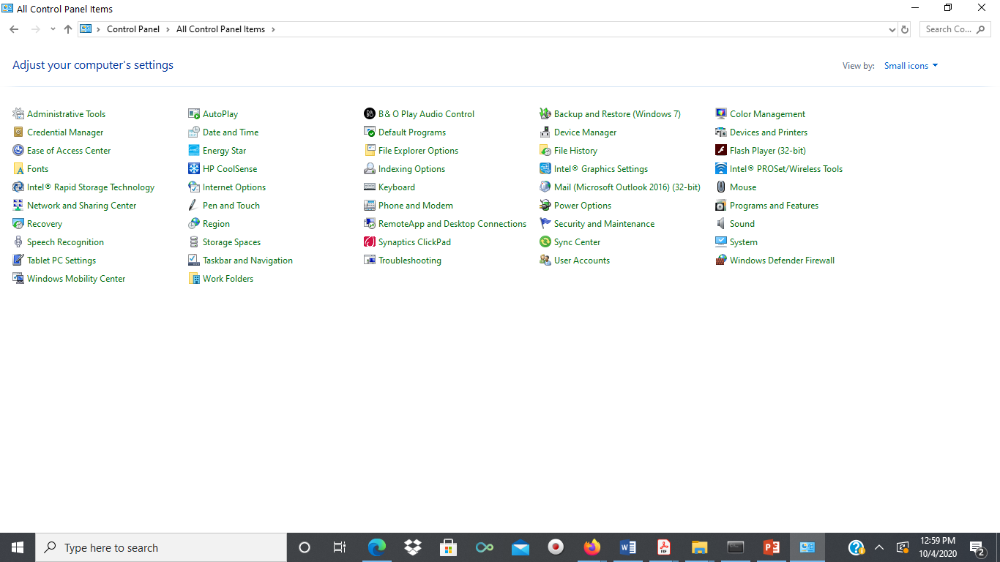 All Control Panel Items
Control Panel All Control Panel Items
Search Co...
Adjust your computer's settings
View by: Small icons
Administrative Tools AutoPlay B & O Play Audio Control Backup and Restore (Windows 7) Color Management
Credential Manager Date and Time Default Programs Device Manager Devices and Printers
Ease of Access Center Energy Star File Explorer Options File History Flash Player (32-bit)
Fonts HP CoolSense Indexing Options Intel® Graphics Settings Intel® PROSet/Wireless Tools
Intel® Rapid Storage Technology Internet Options Keyboard Mail (Microsoft Outlook 2016) (32-bit) Mouse
Network and Sharing Center Pen and Touch Phone and Modem Power Options Programs and Features
Recovery Region RemoteApp and Desktop Connections Security and Maintenance Sound
Speech Recognition Storage Spaces Synaptics ClickPad Sync Center System
Tablet PC Settings Taskbar and Navigation Troubleshooting User Accounts Windows Defender Firewall
Windows Mobility Center Work Folders
Type here to search
12:59 PM
10/4/2020
2